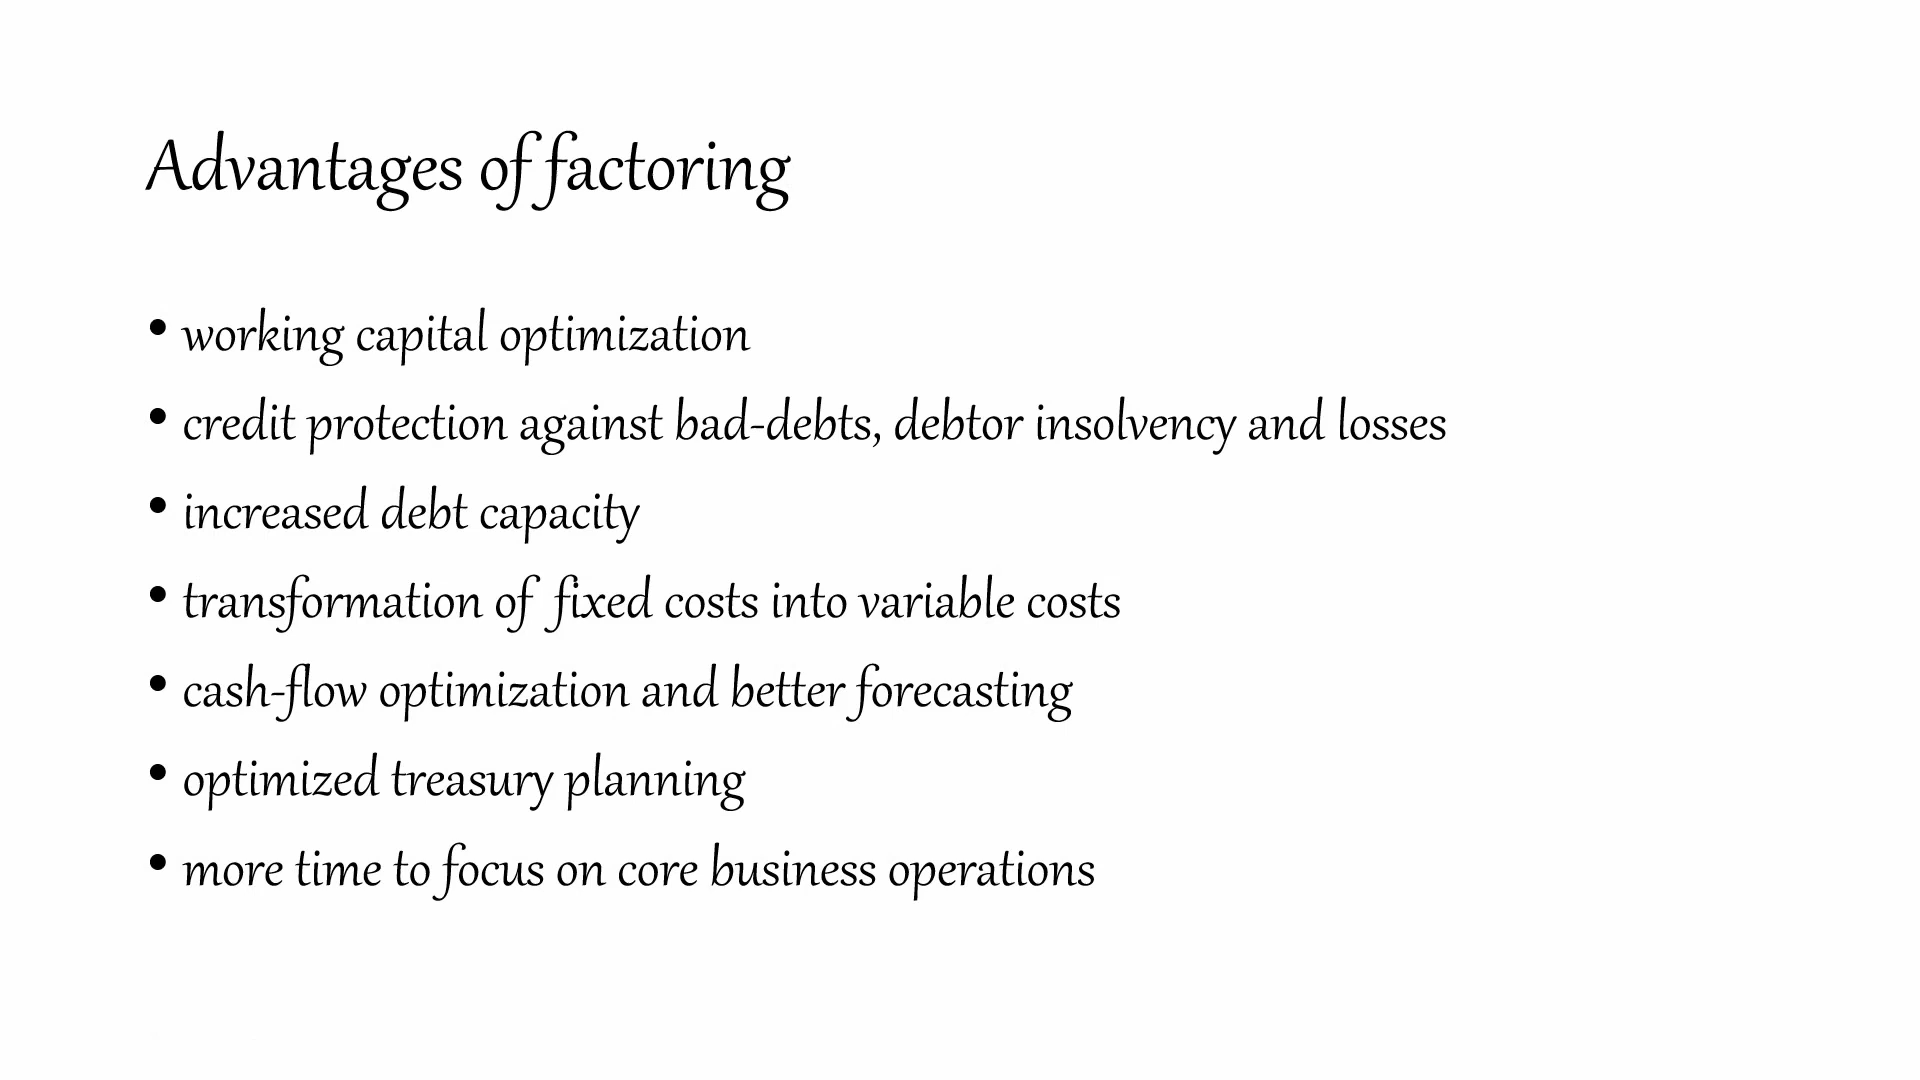 Advantages of factoring
• working capital optimization
• credit protection against bad-debts, debtor insolvency and losses
• increased debt capacity
• transformation of fixed costs into variable costs
• cash-flow optimization and better forecasting
• optimized treasury planning
• more time to focus on core business operations